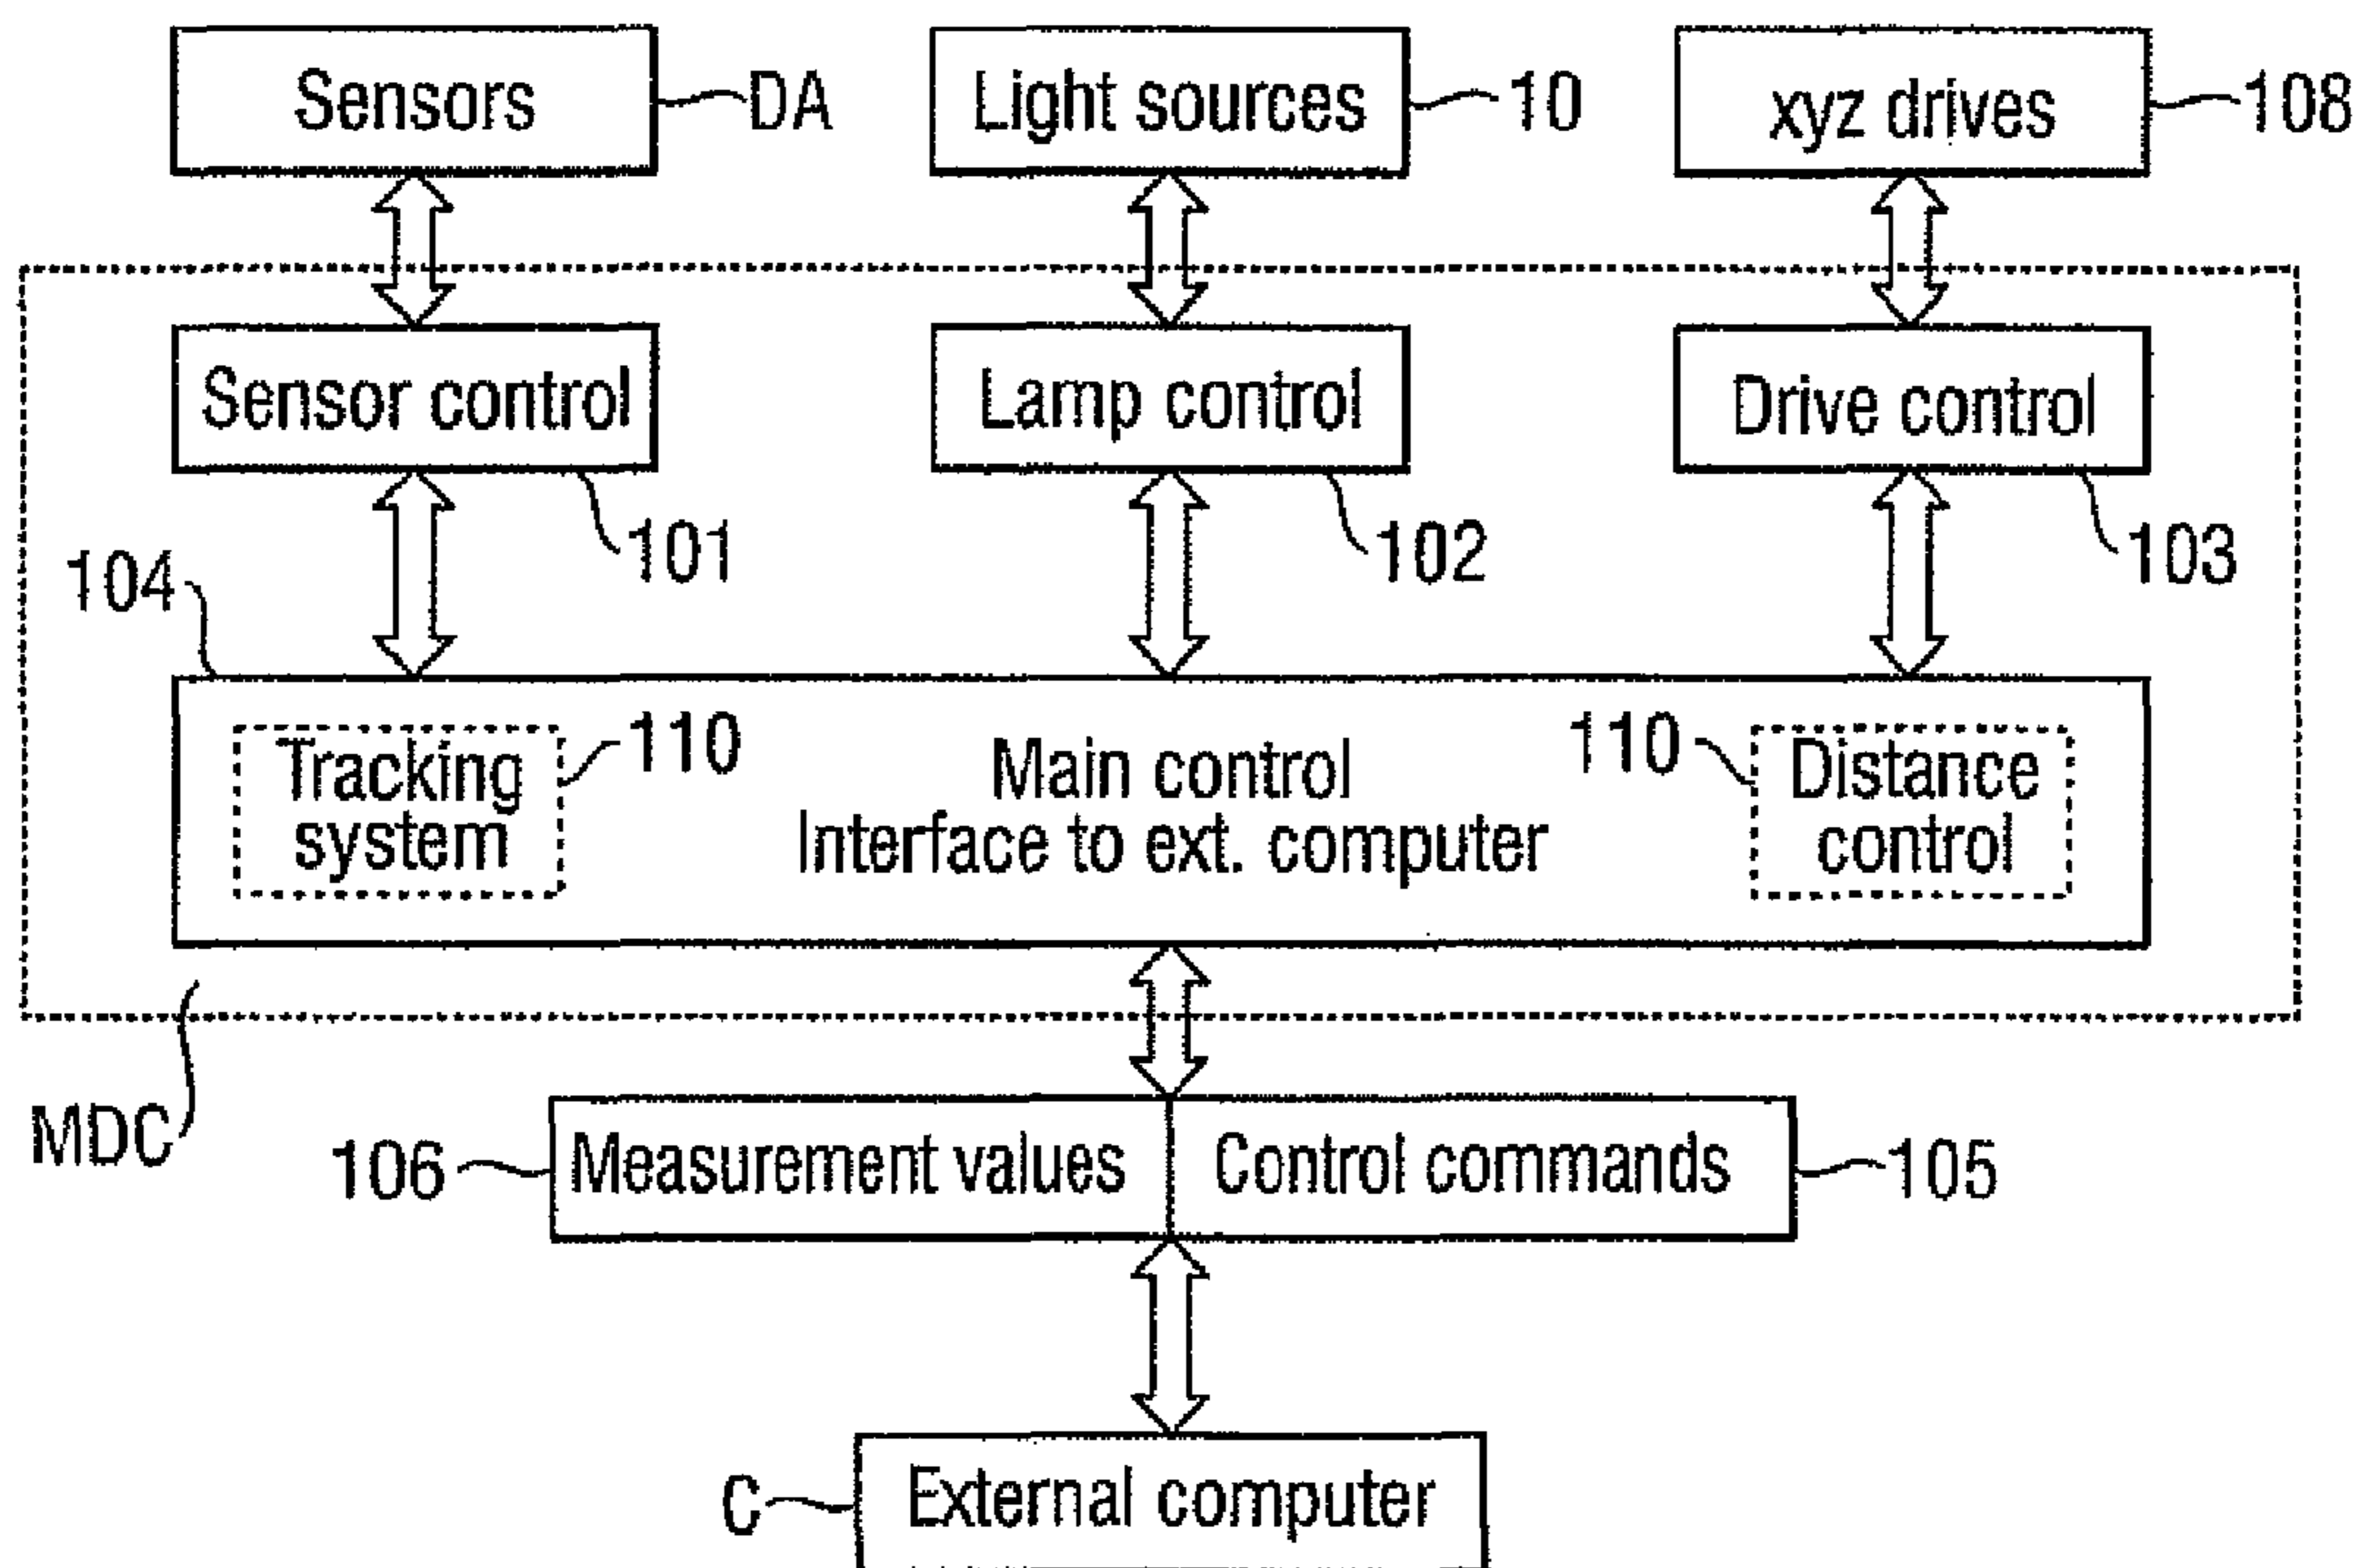 Sensors
DA
Light sources
10
xyz drives
108
Sensor control
Lamp control
Drive control
101
102
103
104
Tracking
system
110
Main control
Interface to ext. computer
110
Distance
control
MDC
106
Measurement values
Control commands
105
C
External computer